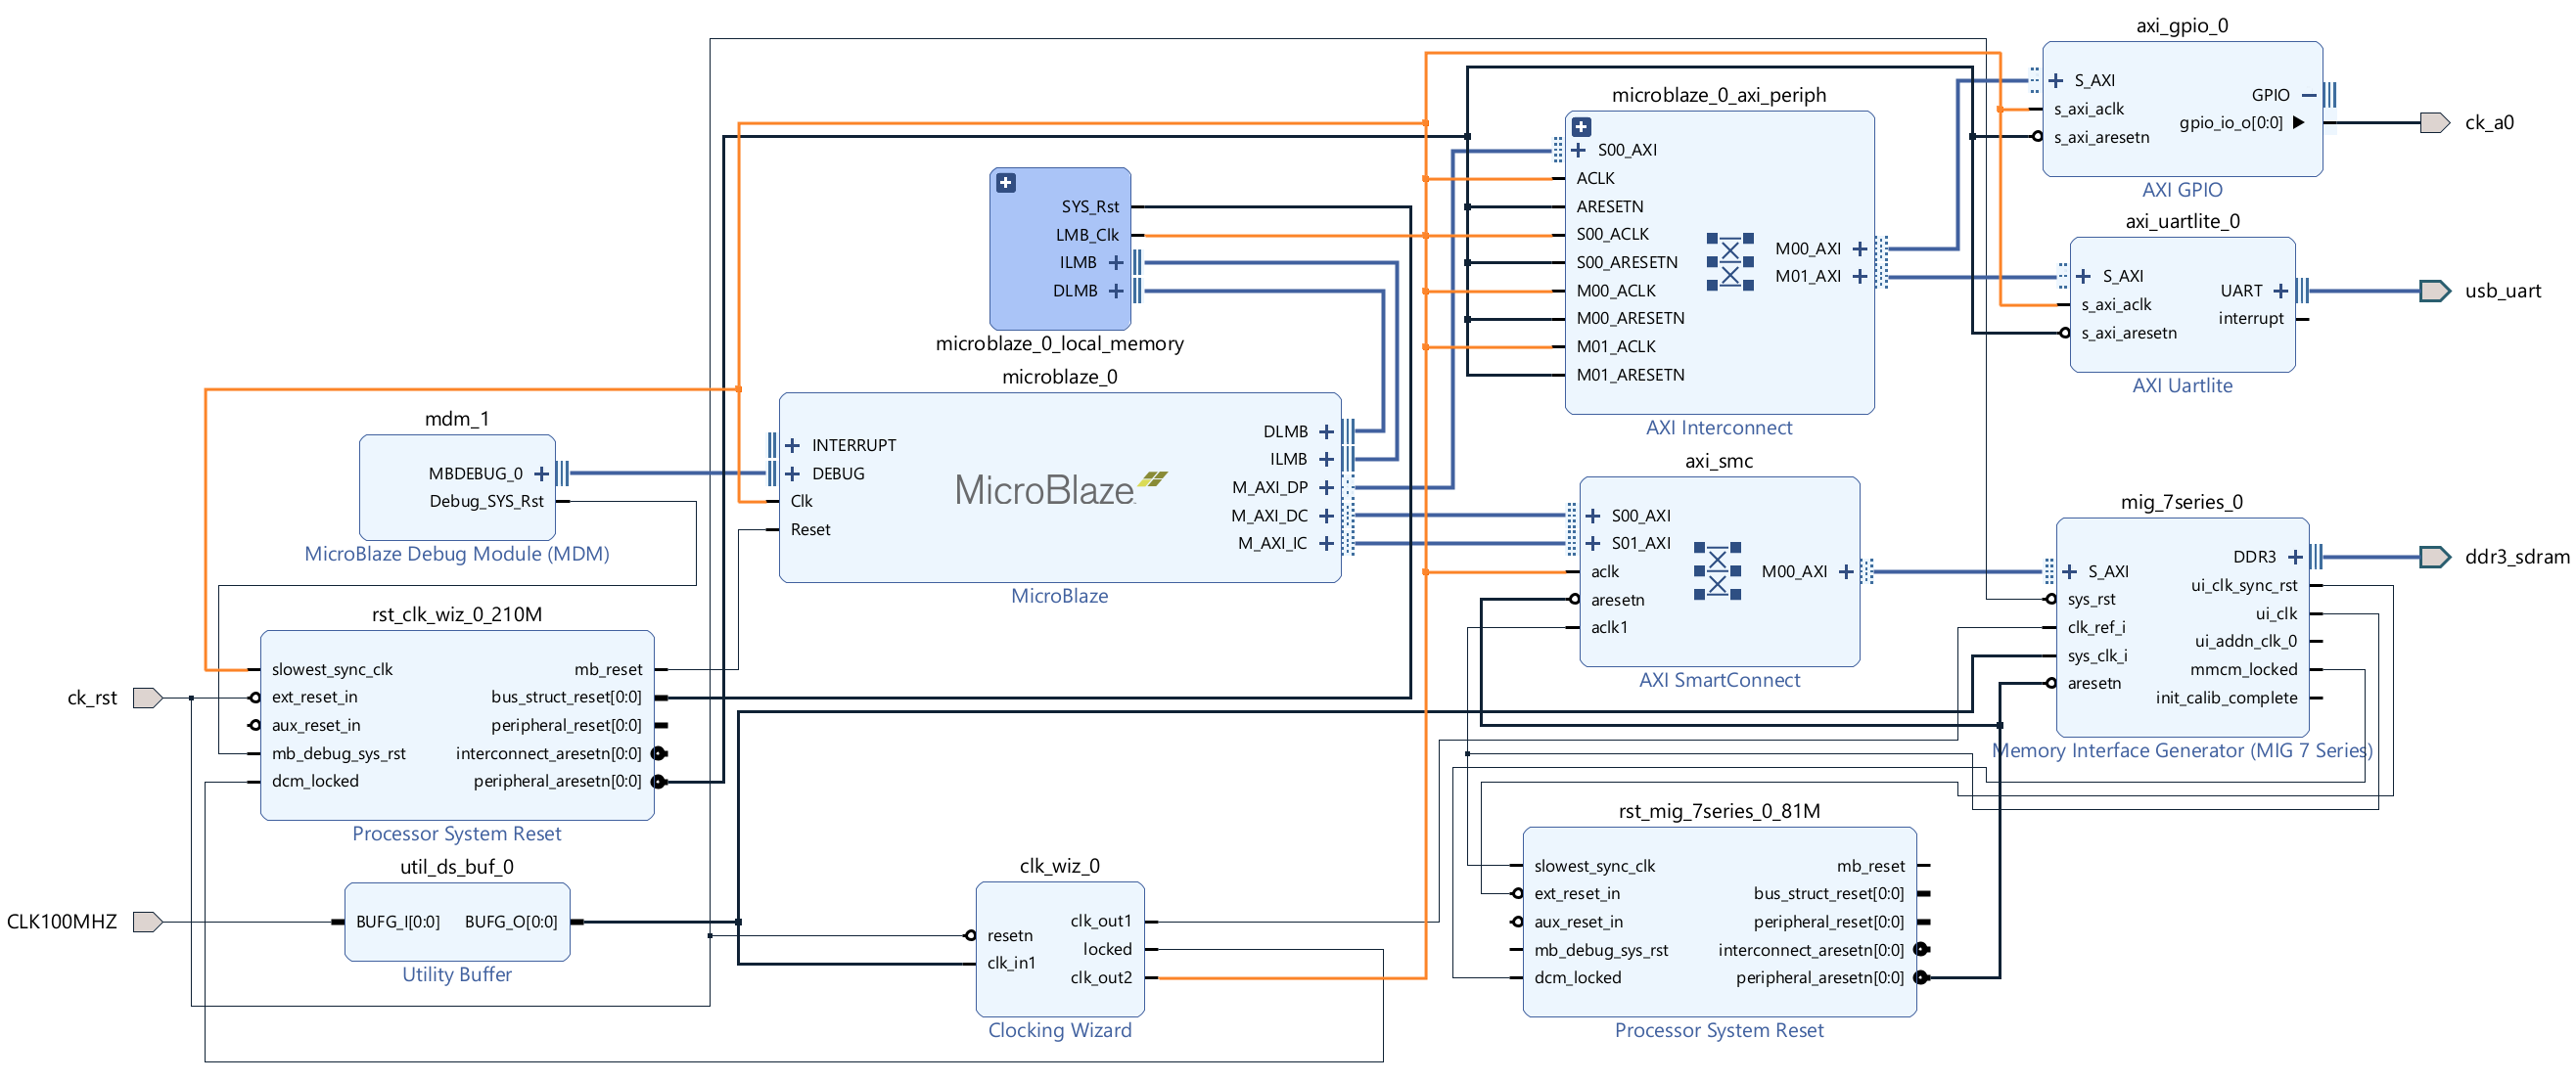 axi_gpio_0
S_AXI
s_axi_aclk
s_axi_aresetn
GPIO
gpio_io_o[0:0]
AXI GPIO
ck_a0
microblaze_0_axi_periph
S00_AXI
ACLK
ARESETN
S00_ACLK
S00_ARESETN
M00_ACLK
M00_ARESETN
M01_ACLK
M01_ARESETN
M00_AXI
M01_AXI
AXI Interconnect
axi_uartlite_0
S_AXI
s_axi_aclk
s_axi_aresetn
UART
interrupt
AXI Uartlite
usb_uart
SYS_Rst
LMB_Clk
ILMB
DLMB
microblaze_0_local_memory
microblaze_0
INTERRUPT
DEBUG
Clk
Reset
MicroBlaze
DLMB
ILMB
M_AXI_DP
M_AXI_DC
M_AXI_IC
MicroBlaze
mdm_1
MBDEBUG_0
Debug_SYS_Rst
MicroBlaze Debug Module (MDM)
axi_smc
S00_AXI
S01_AXI
aclk
aresetn
aclk1
M00_AXI
AXI SmartConnect
mig_7series_0
S_AXI
sys_rst
clk_ref_i
sys_clk_i
aresetn
DDR3
ui_clk_sync_rst
ui_clk
ui_addn_clk_0
mmcm_locked
init_calib_complete
Memory Interface Generator (MIG 7 Series)
ddr3_sdram
rst_clk_wiz_0_210M
slowest_sync_clk
ext_reset_in
aux_reset_in
mb_debug_sys_rst
dcm_locked
mb_reset
bus_struct_reset[0:0]
peripheral_reset[0:0]
interconnect_aresetn[0:0]
peripheral_aresetn[0:0]
Processor System Reset
ck_rst
CLK100MHZ
util_ds_buf_0
BUFG_I[0:0]
BUFG_O[0:0]
Utility Buffer
clk_wiz_0
resetn
clk_in1
clk_out1
locked
clk_out2
Clocking Wizard
rst_mig_7series_0_81M
slowest_sync_clk
ext_reset_in
aux_reset_in
mb_debug_sys_rst
dcm_locked
mb_reset
bus_struct_reset[0:0]
peripheral_reset[0:0]
interconnect_aresetn[0:0]
peripheral_aresetn[0:0]
Processor System Reset